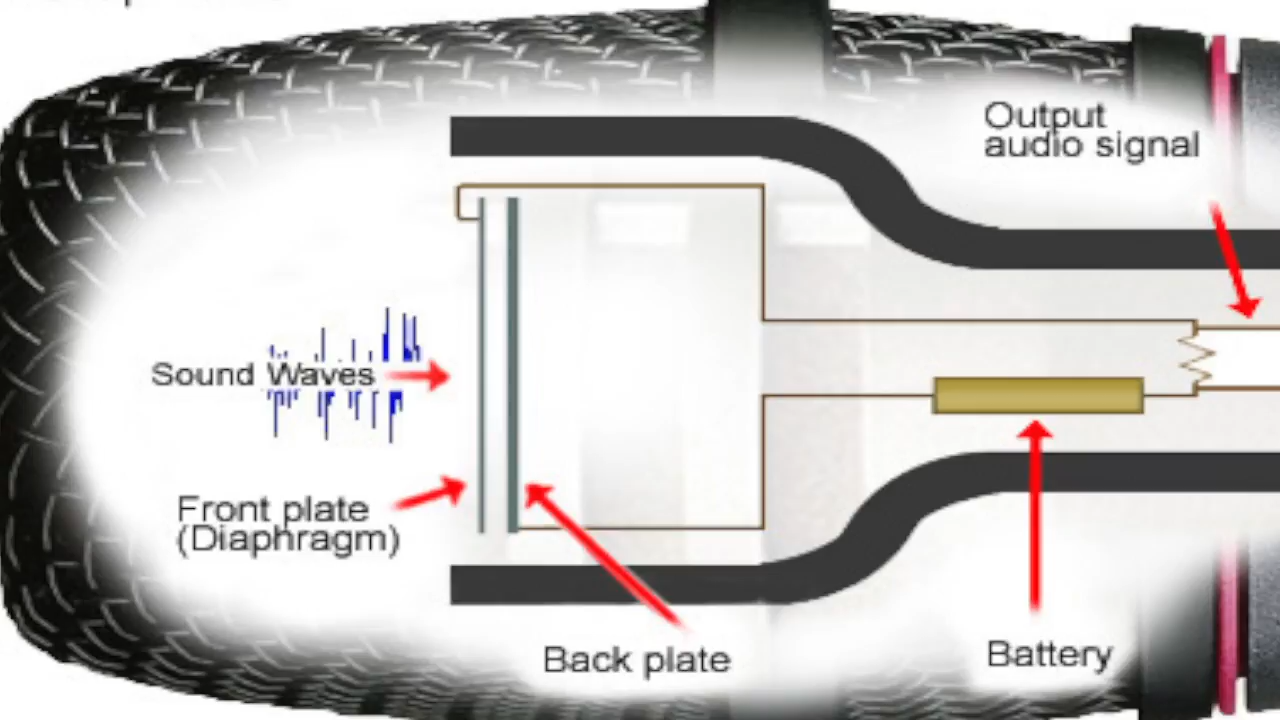 Output
audio signal
Sound Waves
Front plate
(Diaphragm)
Back plate
Battery